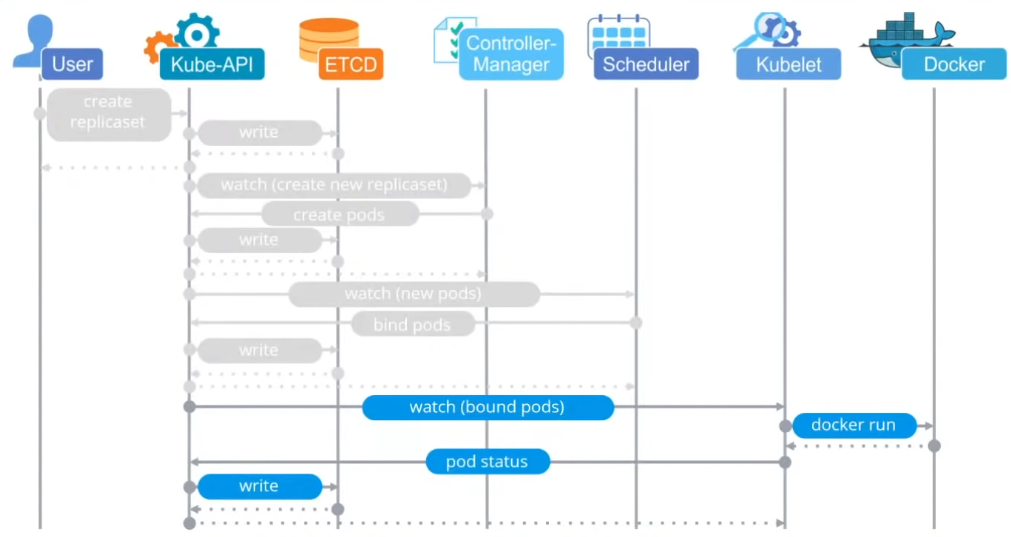 User
Kube-API
ETCD
Controller-
Manager
Scheduler
Kubelet
Docker
create
replicaset
write
watch (create new replicaset)
create pods
write
watch (new pods)
bind pods
write
watch (bound pods)
docker run
pod status
write